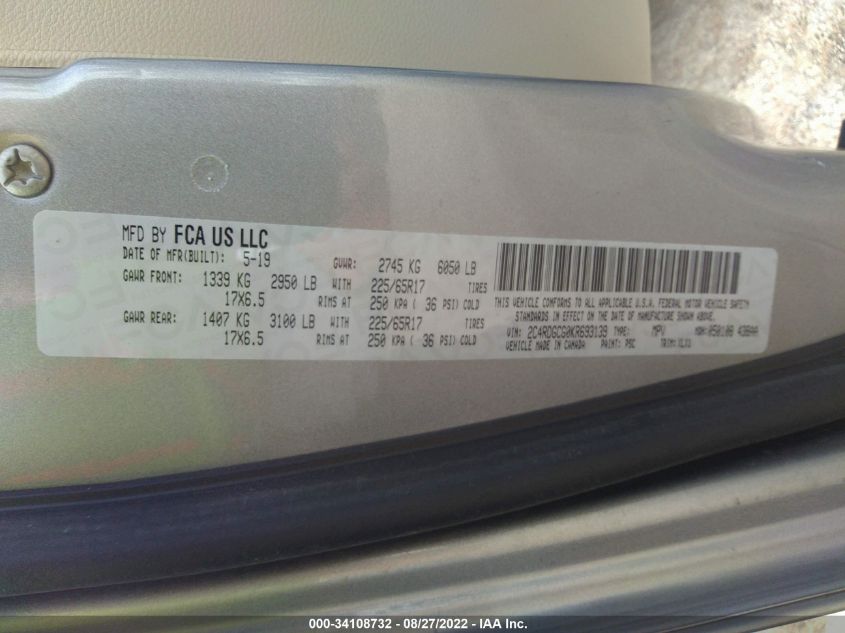 MFD BY FCA US LLC
DATE OF MFR(BUILT): 5-19 GVWR: 2745 KG 6050 LB
GAWR FRONT: 1339 KG 2950 LB WITH 225/65R17 TIRES
17X6.5 RIMS AT 250 KPA ( 36 PSI) COLD
GAWR REAR: 1407 KG 3100 LB WITH 225/65R17 TIRES
17X6.5 RIMS AT 250 KPA ( 36 PSI) COLD
THIS VEHICLE CONFORMS TO ALL APPLICABLE U.S.A. FEDERAL MOTOR VEHICLE SAFETY
STANDARDS IN EFFECT ON THE DATE OF MANUFACTURE SHOWN ABOVE.
VIN: 2C4RDGCG0KR693139 TYPE: MPV MDH: 050108 436AA
VEHICLE MADE IN CANADA PAINT: PSC TRIM:
000-34108732 - 08/27/2022 - IAA Inc.